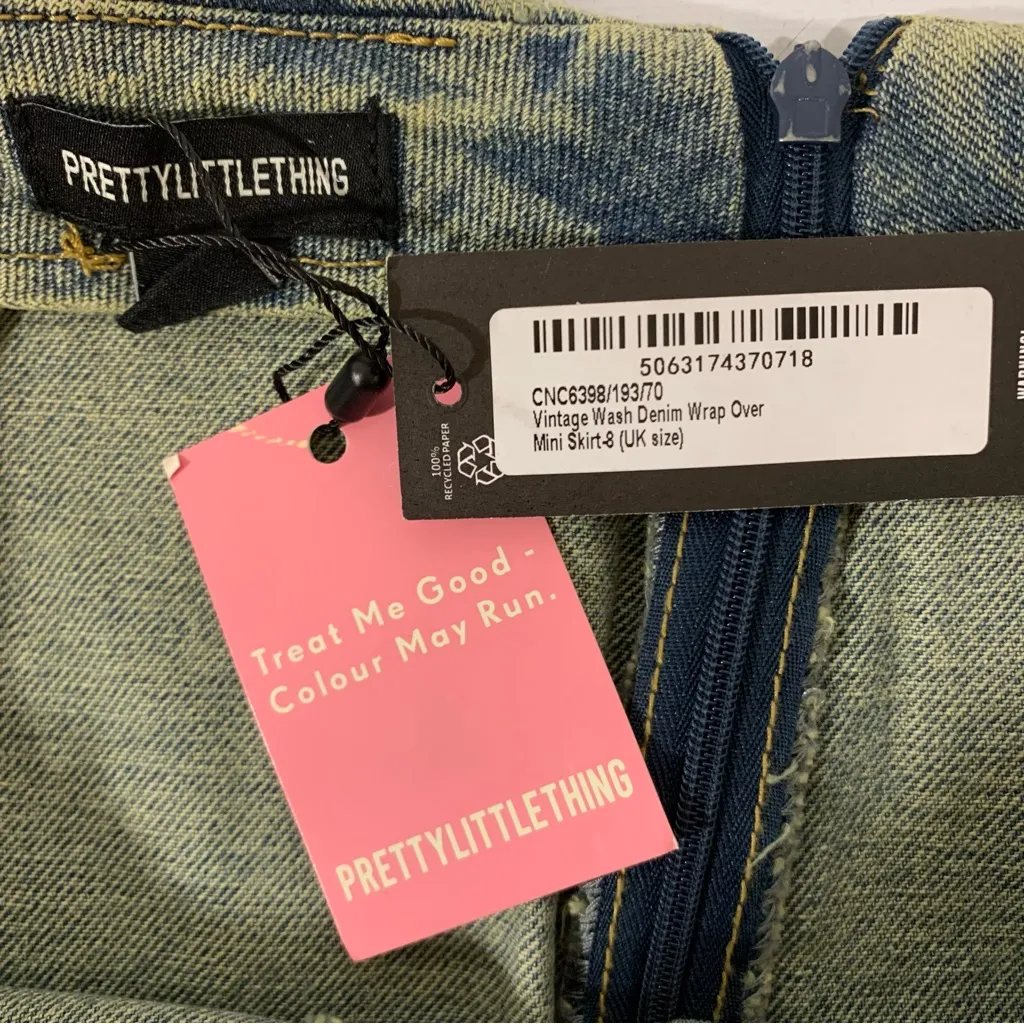 PRETTYLITTLETHING
5063174370718
CNC6398/193/70
Vintage Wash Denim Wrap Over
Mini Skirt-8 (UK size)
100%
RECYCLED PAPER
Treat Me Good -
Colour May Run.
PRETTYLITTLETHING